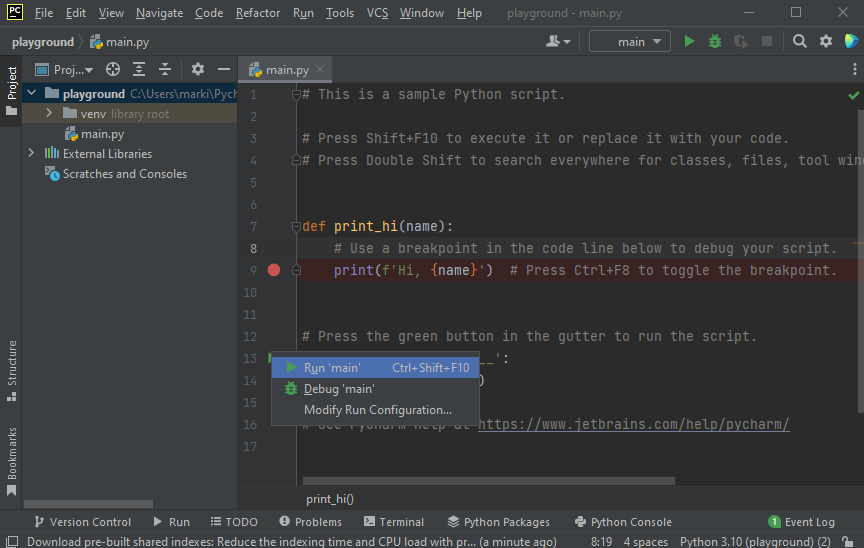 PC File Edit View Navigate Code Refactor Run Tools VCS Window Help playground - main.py
playground main.py main
Project
Proj...
main.py
playground C:\Users\marki\Pych
venv library root
main.py
External Libraries
Scratches and Consoles
Structure
Bookmarks
1 # This is a sample Python script.
2
3 # Press Shift+F10 to execute it or replace it with your code.
4 # Press Double Shift to search everywhere for classes, files, tool win
5
6
7 def print_hi(name):
8 # Use a breakpoint in the code line below to debug your script.
9 print(f'Hi, {name}') # Press Ctrl+F8 to toggle the breakpoint.
10
11
12 # Press the green button in the gutter to run the script.
13 __':
14 )
15
16 https://www.jetbrains.com/help/pycharm/
17
Run 'main' Ctrl+Shift+F10
Debug 'main'
Modify Run Configuration...
print_hi()
Version Control Run TODO Problems Terminal Python Packages Python Console 1 Event Log
Download pre-built shared indexes: Reduce the indexing time and CPU load with pr... (a minute ago) 8:19 4 spaces Python 3.10 (playground) (2)